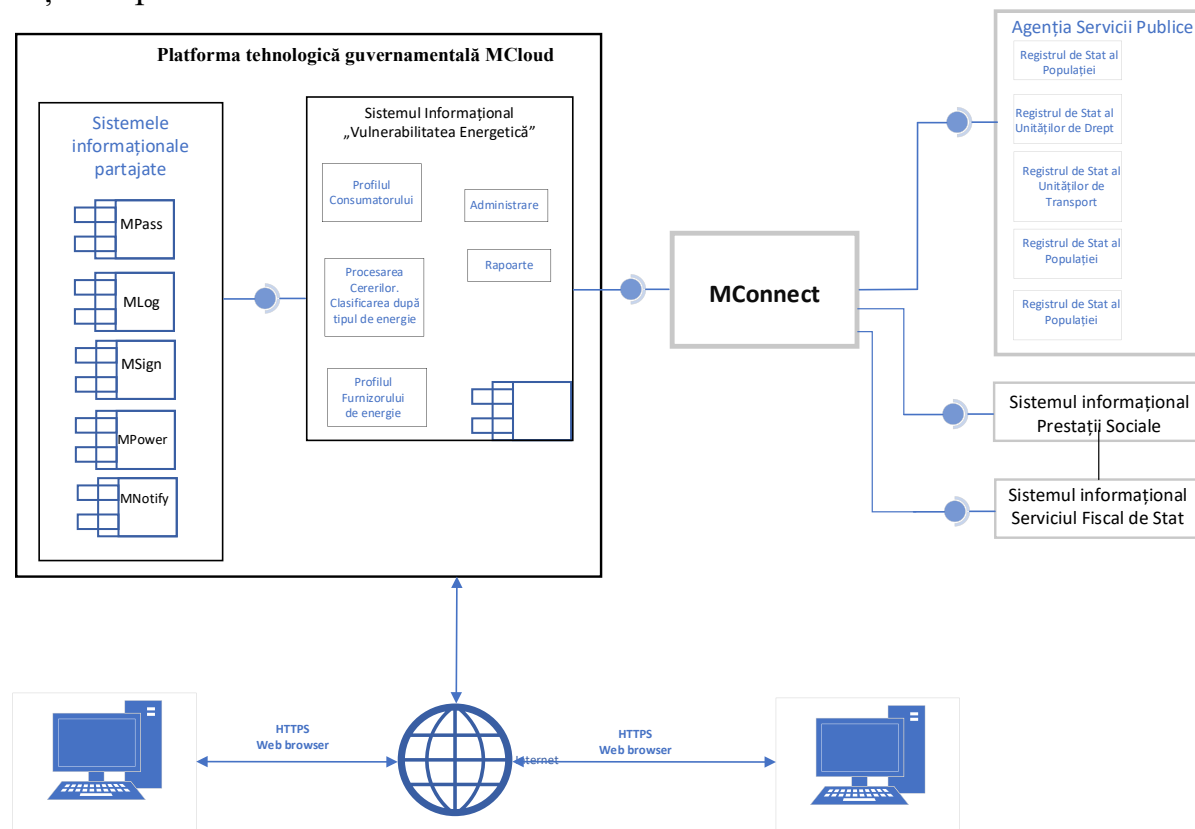 Platforma tehnologică guvernamentală MCloud
Sistemele
informaționale
partajate
MPass
MLog
MSign
MPower
MNotify
Sistemul Informațional
„Vulnerabilitatea Energetică”
Profilul
Consumatorului
Administrare
Procesarea
Cererilor.
Clasificarea după
tipul de energie
Rapoarte
Profilul
Furnizorului
de energie
MConnect
Agenția Servicii Publice
Registrul de Stat al
Populației
Registrul de Stat al
Unităților de Drept
Registrul de Stat al
Unităților de
Transport
Registrul de Stat al
Populației
Registrul de Stat al
Populației
Sistemul informațional
Prestații Sociale
Sistemul informațional
Serviciul Fiscal de Stat
HTTPS
Web browser
Internet
HTTPS
Web browser